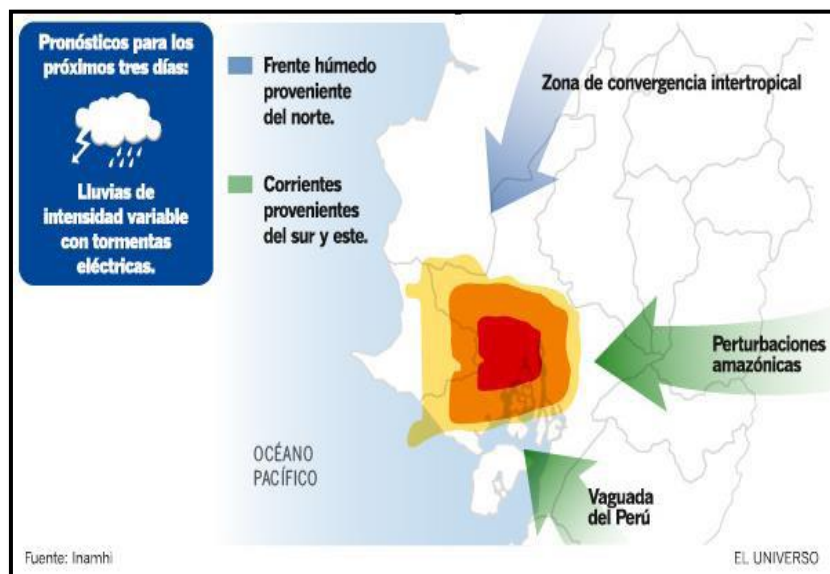 Pronósticos para los
próximos tres días:
Lluvias de
intensidad variable
con tormentas
eléctricas.
Frente húmedo
proveniente
del norte.
Corrientes
provenientes
del sur y este.
Zona de convergencia intertropical
Perturbaciones
amazónicas
OCÉANO
PACÍFICO
Vaguada
del Perú
Fuente: Inamhi
EL UNIVERSO